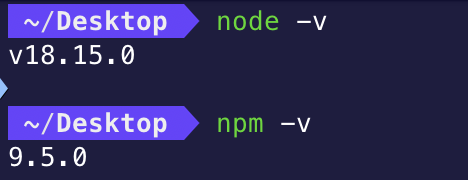 ~/Desktop node -v
v18.15.0
~/Desktop npm -v
9.5.0